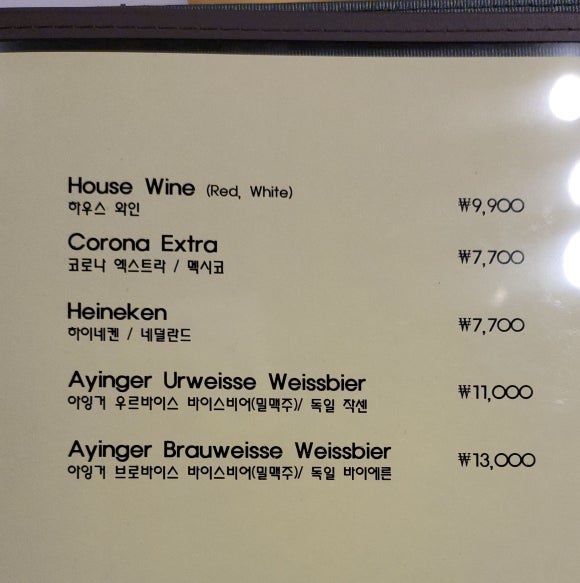 House Wine (Red, White)
하우스 와인
₩9,900
Corona Extra
코로나 엑스트라 / 멕시코
₩7,700
Heineken
하이네켄 / 네덜란드
₩7,700
Ayinger Urweisse Weissbier
아잉거 우르바이스 바이스비어(밀맥주)/ 독일 작센
₩11,000
Ayinger Brauweisse Weissbier
아잉거 브로바이스 바이스비어(밀맥주)/ 독일 바이에른
₩13,000